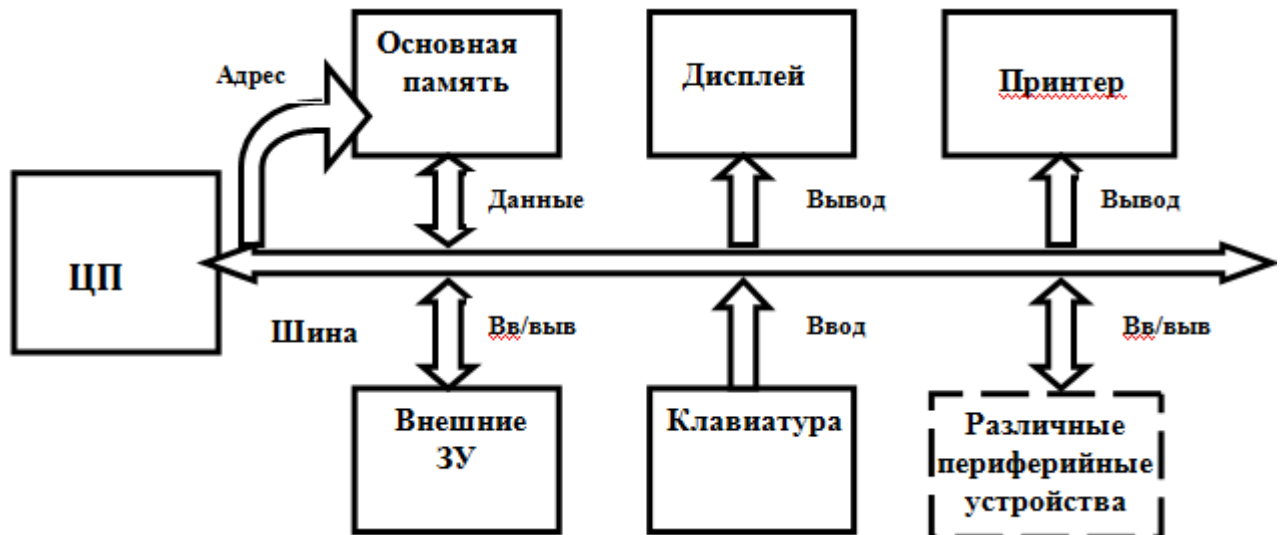 Основная
память
Адрес
Дисплей
Принтер
Данные
Вывод
Вывод
ЦП
Шина
Вв/выв
Ввод
Вв/выв
Внешние
ЗУ
Клавиатура
Различные
периферийные
устройства